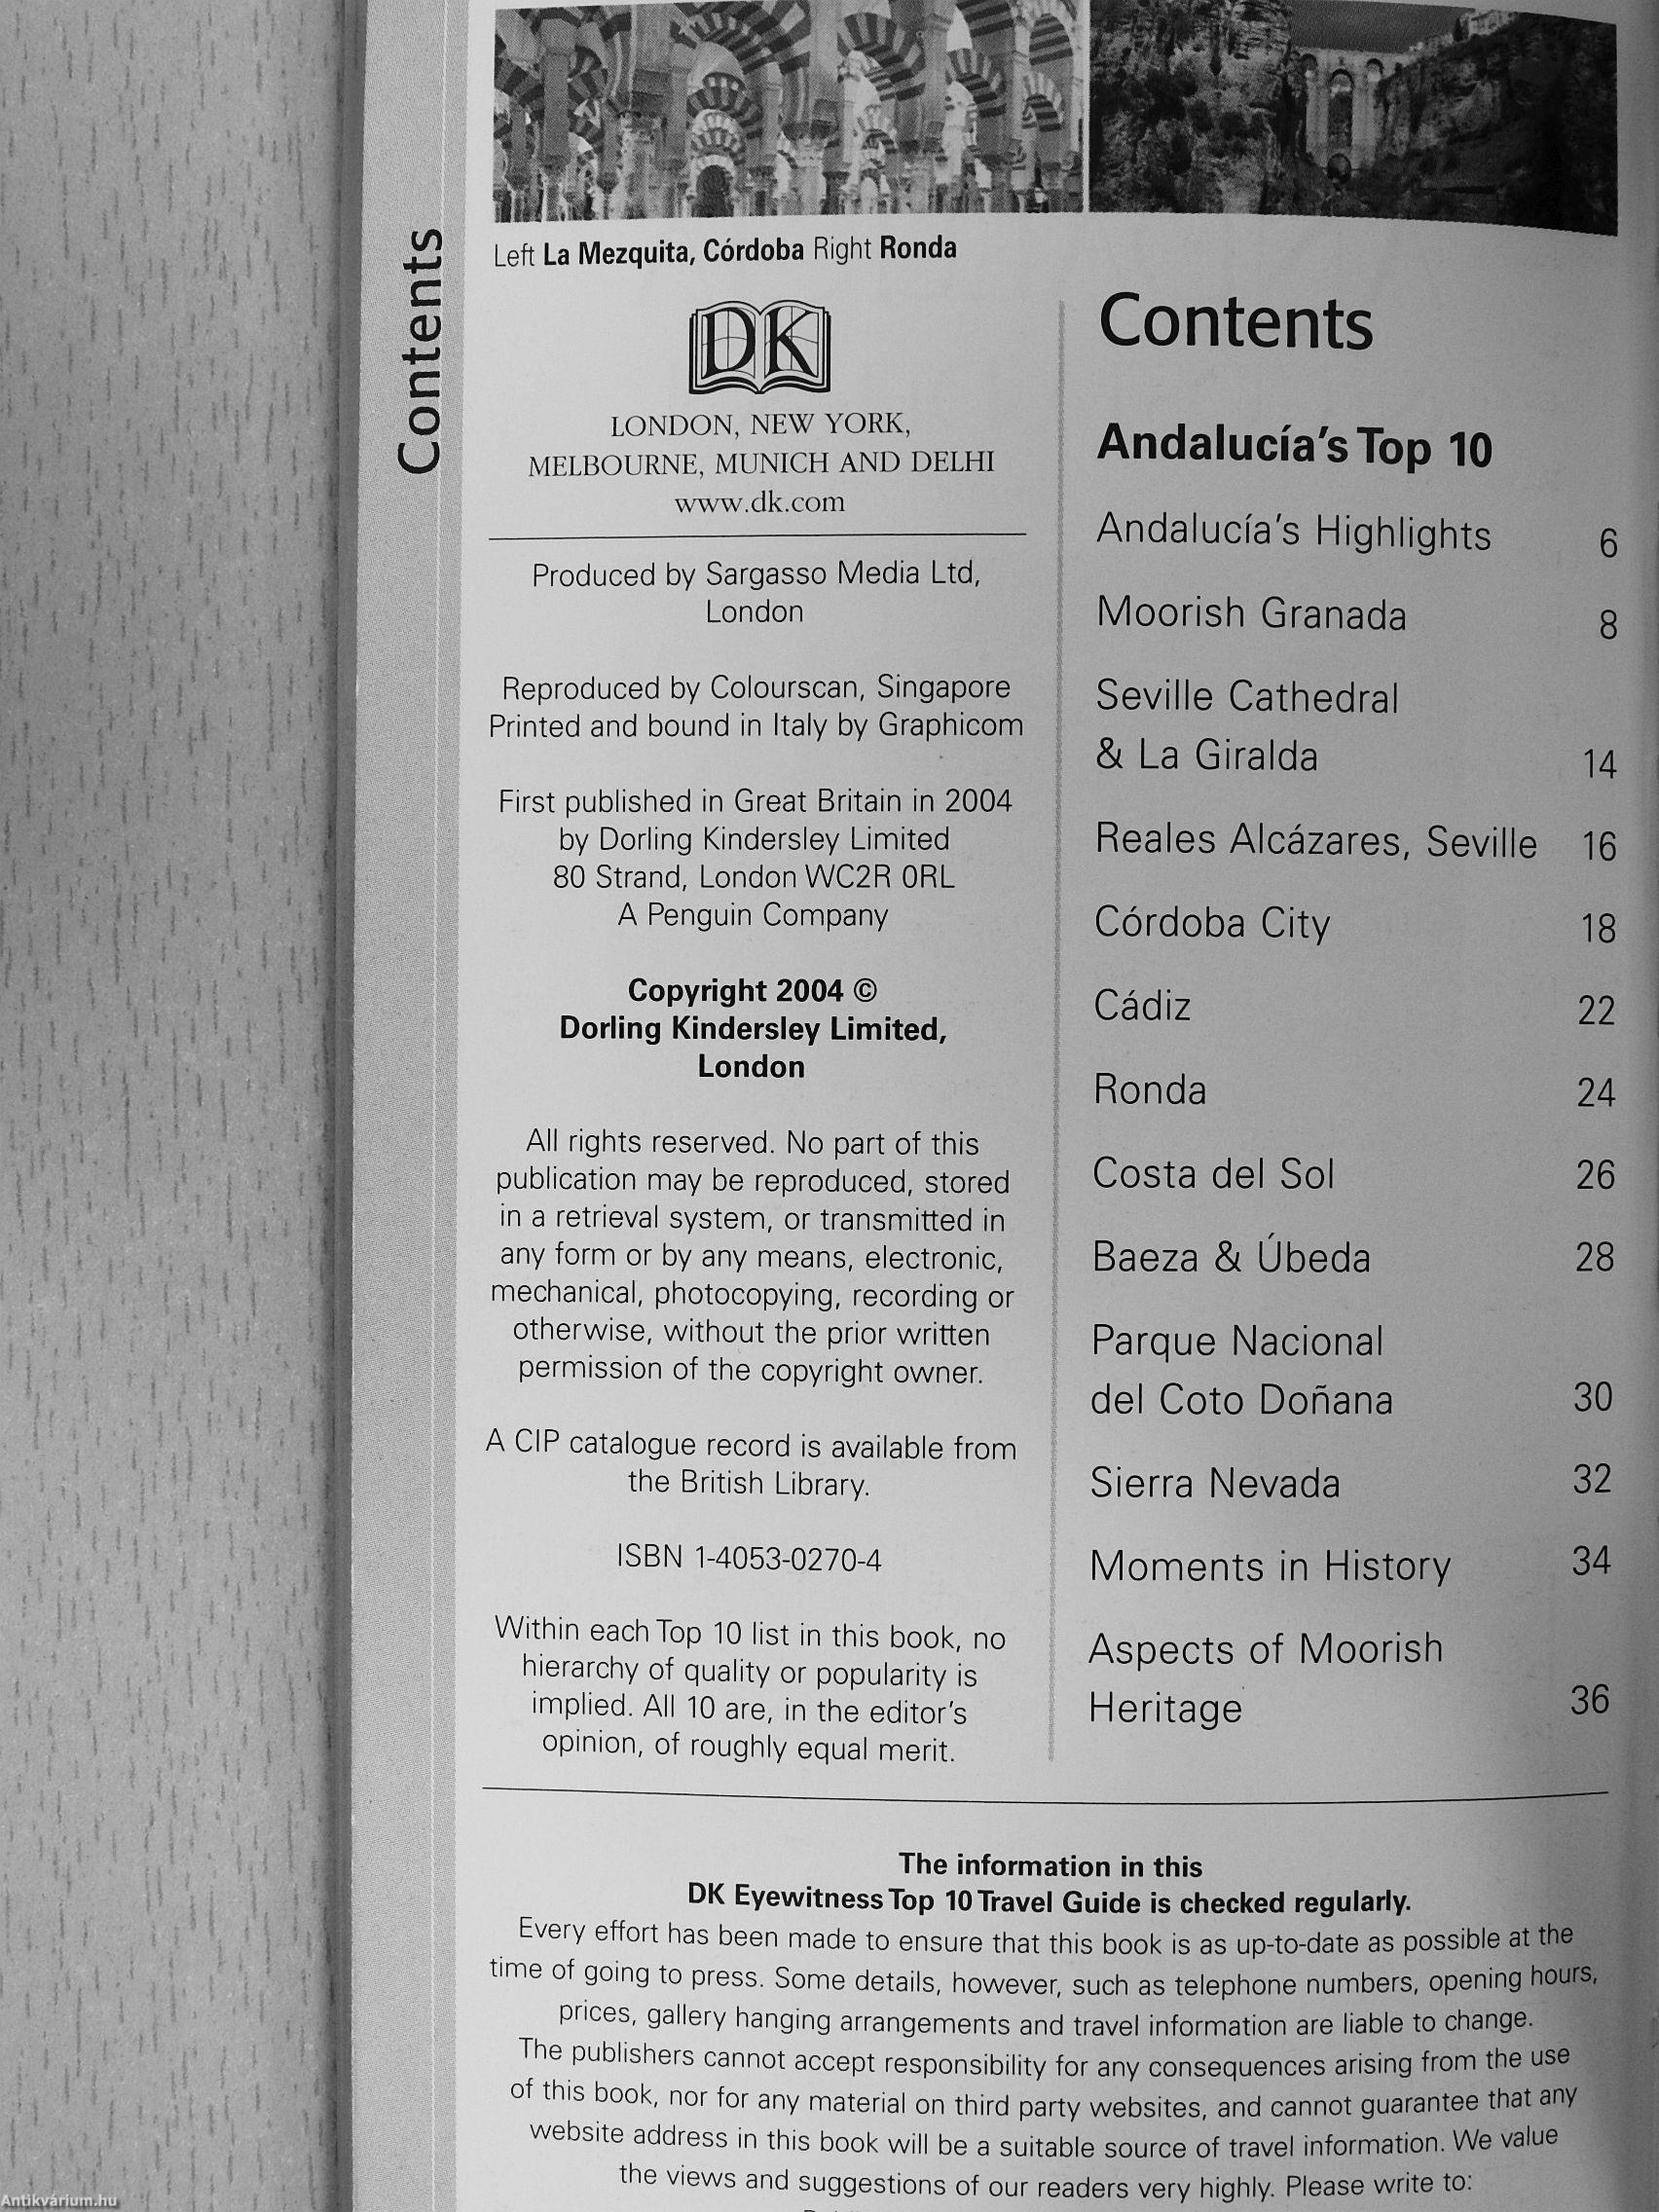 Contents
Left La Mezquita, Córdoba Right Ronda
DK
LONDON, NEW YORK,
MELBOURNE, MUNICH AND DELHI
www.dk.com
Produced by Sargasso Media Ltd,
London
Reproduced by Colourscan, Singapore
Printed and bound in Italy by Graphicom
First published in Great Britain in 2004
by Dorling Kindersley Limited
80 Strand, London WC2R 0RL
A Penguin Company
Copyright 2004 ©
Dorling Kindersley Limited,
London
All rights reserved. No part of this
publication may be reproduced, stored
in a retrieval system, or transmitted in
any form or by any means, electronic,
mechanical, photocopying, recording or
otherwise, without the prior written
permission of the copyright owner.
A CIP catalogue record is available from
the British Library.
ISBN 1-4053-0270-4
Within each Top 10 list in this book, no
hierarchy of quality or popularity is
implied. All 10 are, in the editor's
opinion, of roughly equal merit.
Contents
Andalucía's Top 10
Andalucía's Highlights 6
Moorish Granada 8
Seville Cathedral
& La Giralda 14
Reales Alcázares, Seville 16
Córdoba City 18
Cádiz 22
Ronda 24
Costa del Sol 26
Baeza & Úbeda 28
Parque Nacional
del Coto Doñana 30
Sierra Nevada 32
Moments in History 34
Aspects of Moorish
Heritage 36
The information in this
DK Eyewitness Top 10 Travel Guide is checked regularly.
Every effort has been made to ensure that this book is as up-to-date as possible at the
time of going to press. Some details, however, such as telephone numbers, opening hours,
prices, gallery hanging arrangements and travel information are liable to change.
The publishers cannot accept responsibility for any consequences arising from the use
of this book, nor for any material on third party websites, and cannot guarantee that any
website address in this book will be a suitable source of travel information. We value
the views and suggestions of our readers very highly. Please write to:
Antikvárium.hu